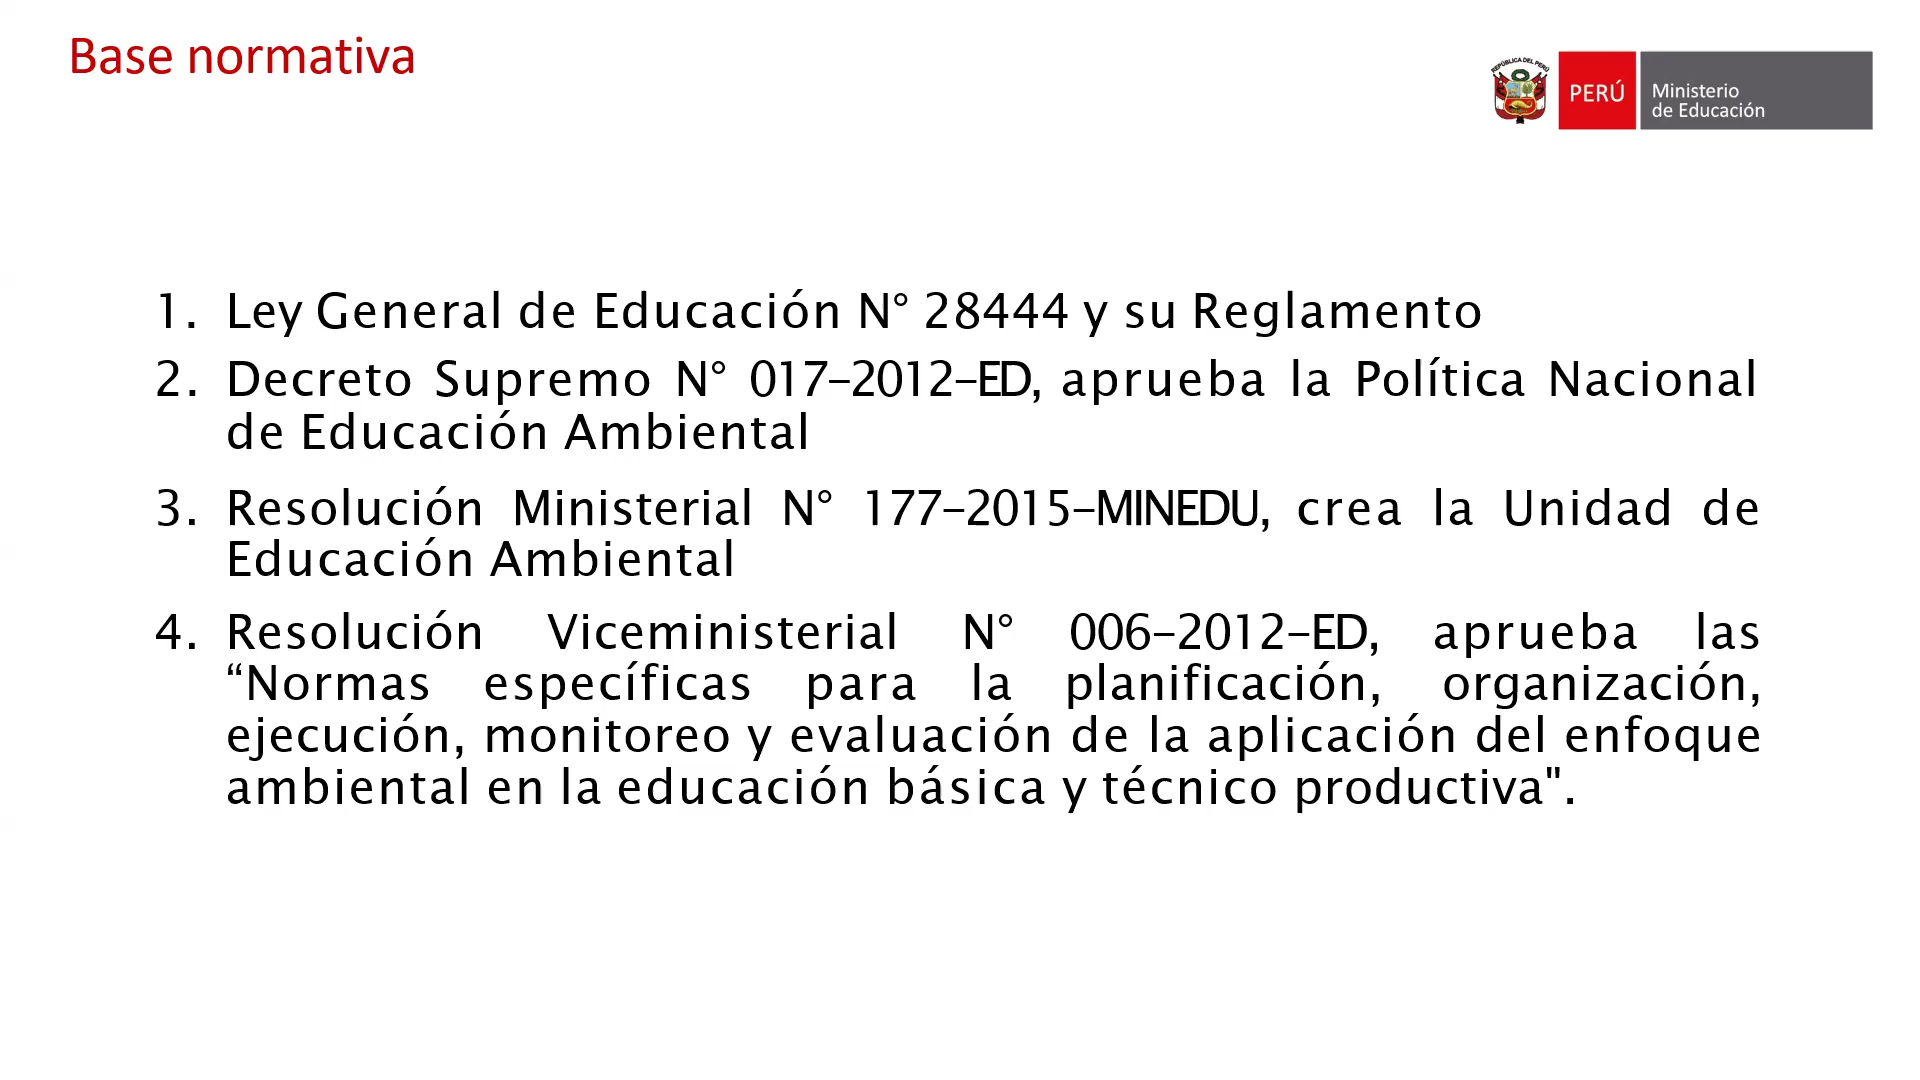 Base normativa
REPÚBLICA DEL PERÚ
PERÚ
Ministerio
de Educación
1. Ley General de Educación N° 28444 y su Reglamento
2. Decreto Supremo N° 017-2012-ED, aprueba la Política Nacional
de Educación Ambiental
3. Resolución Ministerial N° 177-2015-MINEDU, crea la Unidad de
Educación Ambiental
4. Resolución Viceministerial N° 006-2012-ED, aprueba las
“Normas específicas para la planificación, organización,
ejecución, monitoreo y evaluación de la aplicación del enfoque
ambiental en la educación básica y técnico productiva".